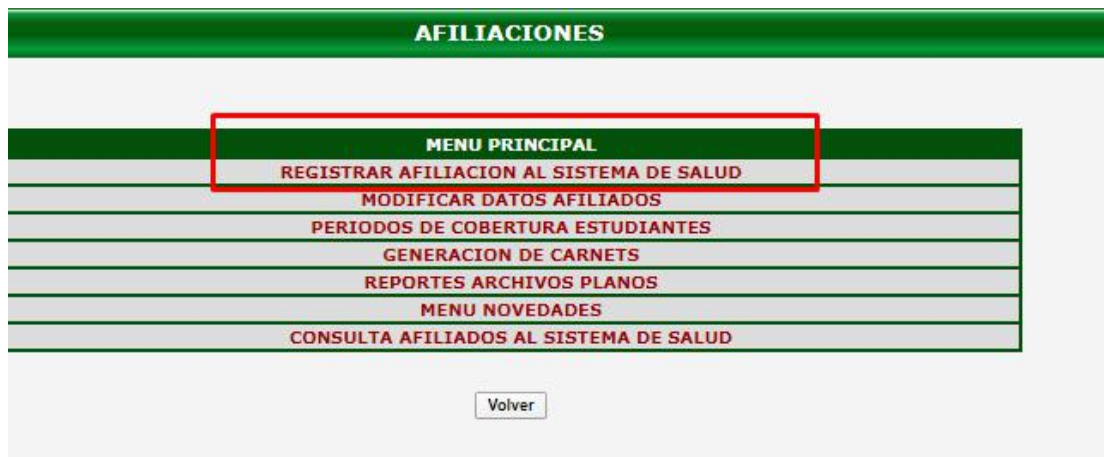 AFILIACIONES
MENU PRINCIPAL
REGISTRAR AFILIACION AL SISTEMA DE SALUD
MODIFICAR DATOS AFILIADOS
PERIODOS DE COBERTURA ESTUDIANTES
GENERACION DE CARNETS
REPORTES ARCHIVOS PLANOS
MENU NOVEDADES
CONSULTA AFILIADOS AL SISTEMA DE SALUD
Volver